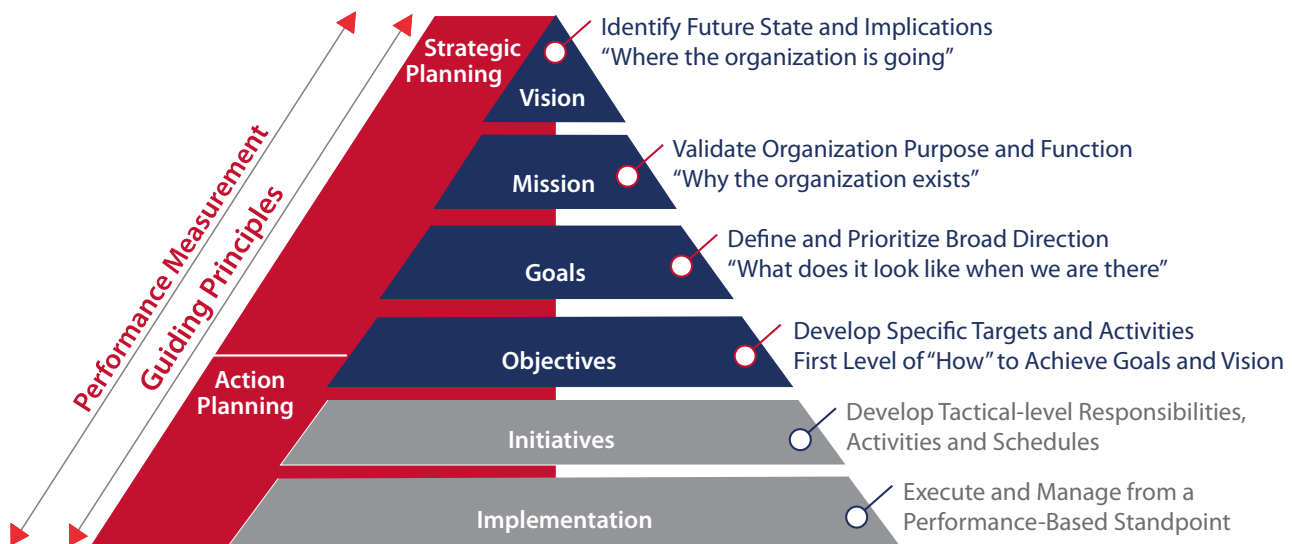 Performance Measurement
Guiding Principles
Strategic
Planning
Action
Planning
Vision
Identify Future State and Implications
“Where the organization is going”
Mission
Validate Organization Purpose and Function
“Why the organization exists”
Goals
Define and Prioritize Broad Direction
“What does it look like when we are there”
Objectives
Develop Specific Targets and Activities
First Level of “How” to Achieve Goals and Vision
Initiatives
Develop Tactical-level Responsibilities,
Activities and Schedules
Implementation
Execute and Manage from a
Performance-Based Standpoint